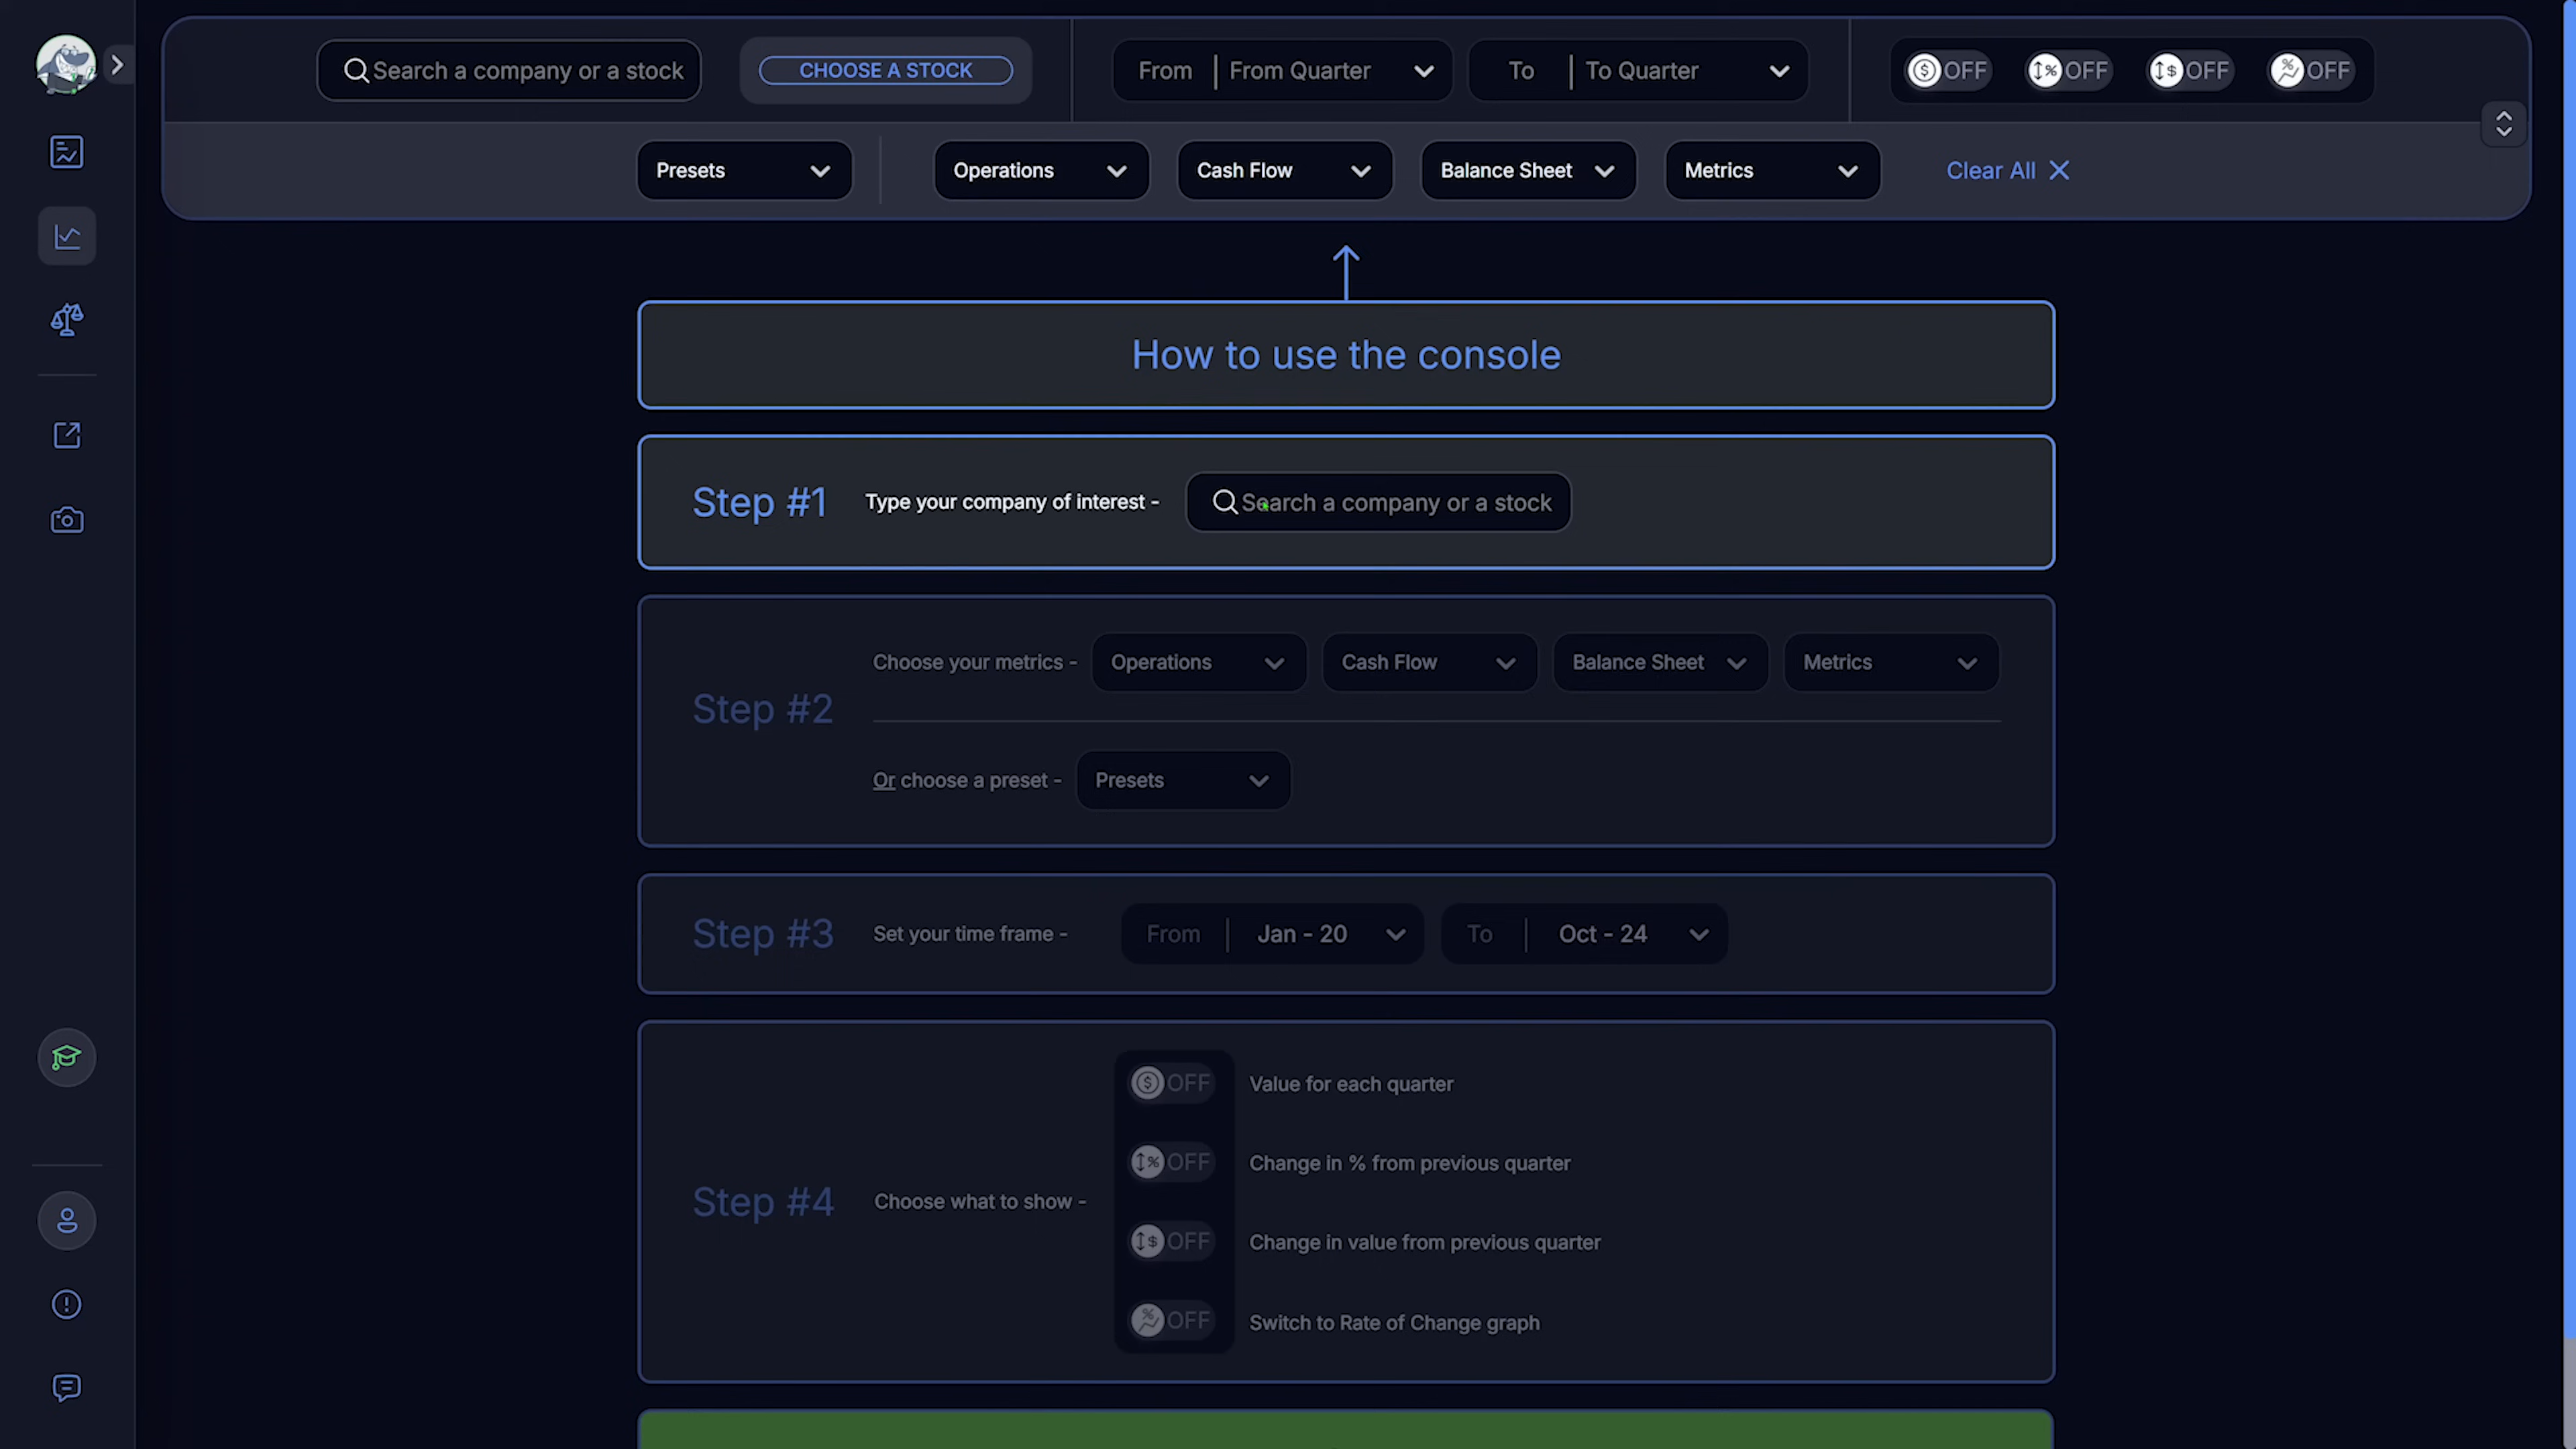 Search a company or a stock
CHOOSE A STOCK
From From Quarter
To To Quarter
OFF OFF OFF OFF
Presets
Operations
Cash Flow
Balance Sheet
Metrics
Clear All
How to use the console
Step #1
Type your company of interest -
Search a company or a stock
Step #2
Choose your metrics -
Operations
Cash Flow
Balance Sheet
Metrics
Or choose a preset -
Presets
Step #3
Set your time frame -
From Jan - 20
To Oct - 24
Step #4
Choose what to show -
OFF Value for each quarter
OFF Change in % from previous quarter
OFF Change in value from previous quarter
OFF Switch to Rate of Change graph